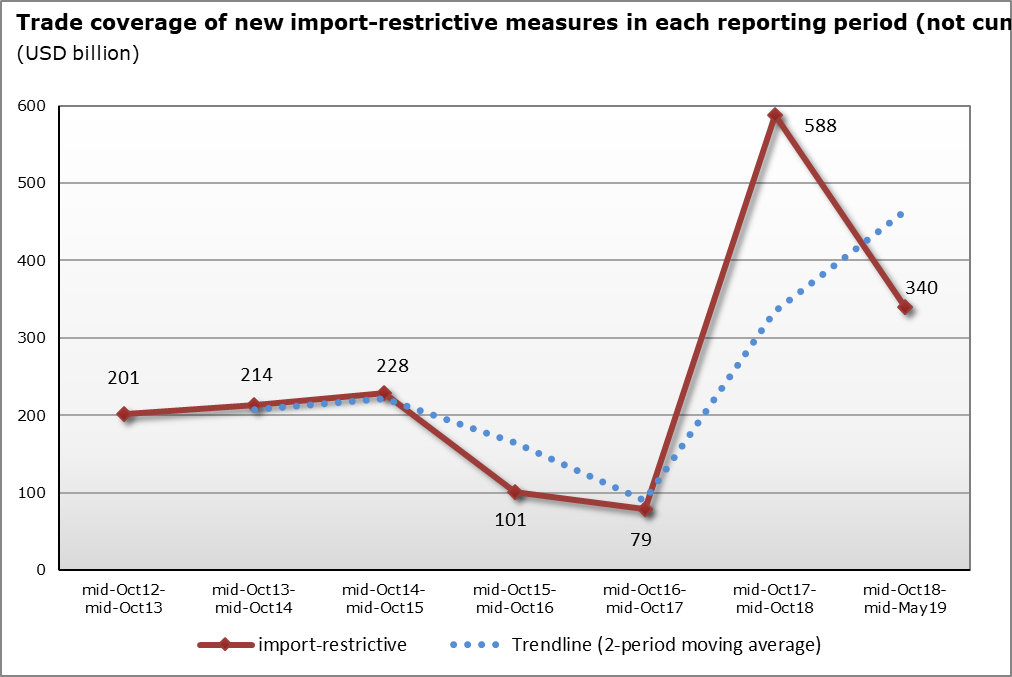 Trade coverage of new import-restrictive measures in each reporting period (not cum
(USD billion)
600
500
400
300
200
100
0
201
214
228
101
79
588
340
mid-Oct12-
mid-Oct13
mid-Oct13-
mid-Oct14
mid-Oct14-
mid-Oct15
mid-Oct15-
mid-Oct16
mid-Oct16-
mid-Oct17
mid-Oct17-
mid-Oct18
mid-Oct18-
mid-May19
import-restrictive
Trendline (2-period moving average)